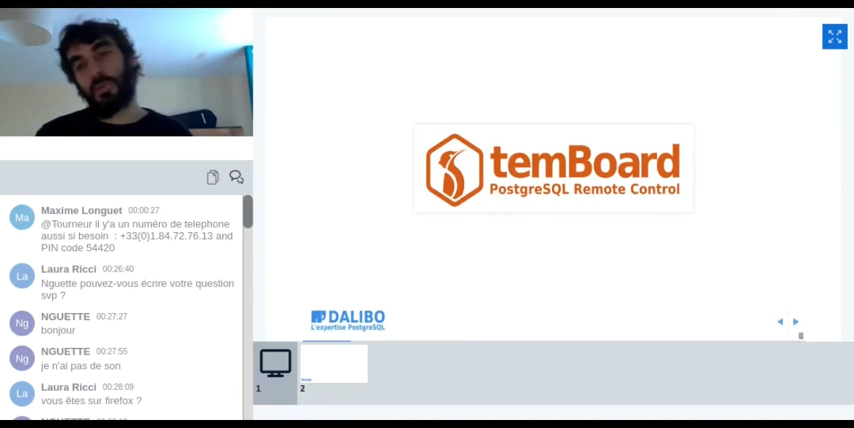 temBoard
PostgreSQL Remote Control
Ma
Maxime Longuet 00:00:27
@Tourneur il y'a un numéro de telephone
aussi si besoin : +33(0)1.84.72.76.13 and
PIN code 54420
La
Laura Ricci 00:26:40
Nguette pouvez-vous écrire votre question
svp ?
Ng
NGUETTE 00:27:27
bonjour
Ng
NGUETTE 00:27:55
je n'ai pas de son
La
Laura Ricci 00:28:09
vous êtes sur firefox ?
DALIBO
L'expertise PostgreSQL
1
2